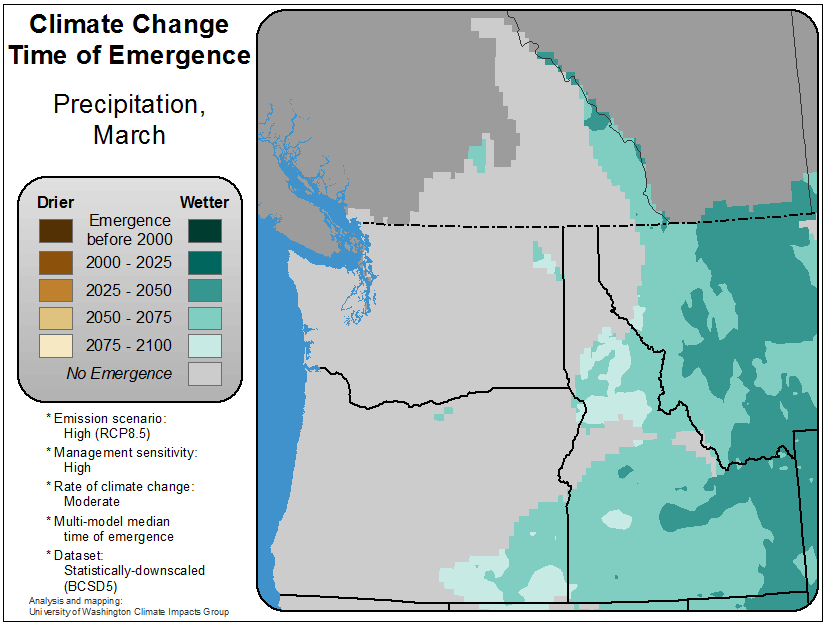 Climate Change
Time of Emergence
Precipitation,
March
Drier Wetter
Emergence
before 2000
2000 - 2025
2025 - 2050
2050 - 2075
2075 - 2100
No Emergence
* Emission scenario:
High (RCP8.5)
* Management sensitivity:
High
* Rate of climate change:
Moderate
* Multi-model median
time of emergence
* Dataset:
Statistically-downscaled
(BCSD5)
Analysis and mapping:
University of Washington Climate Impacts Group